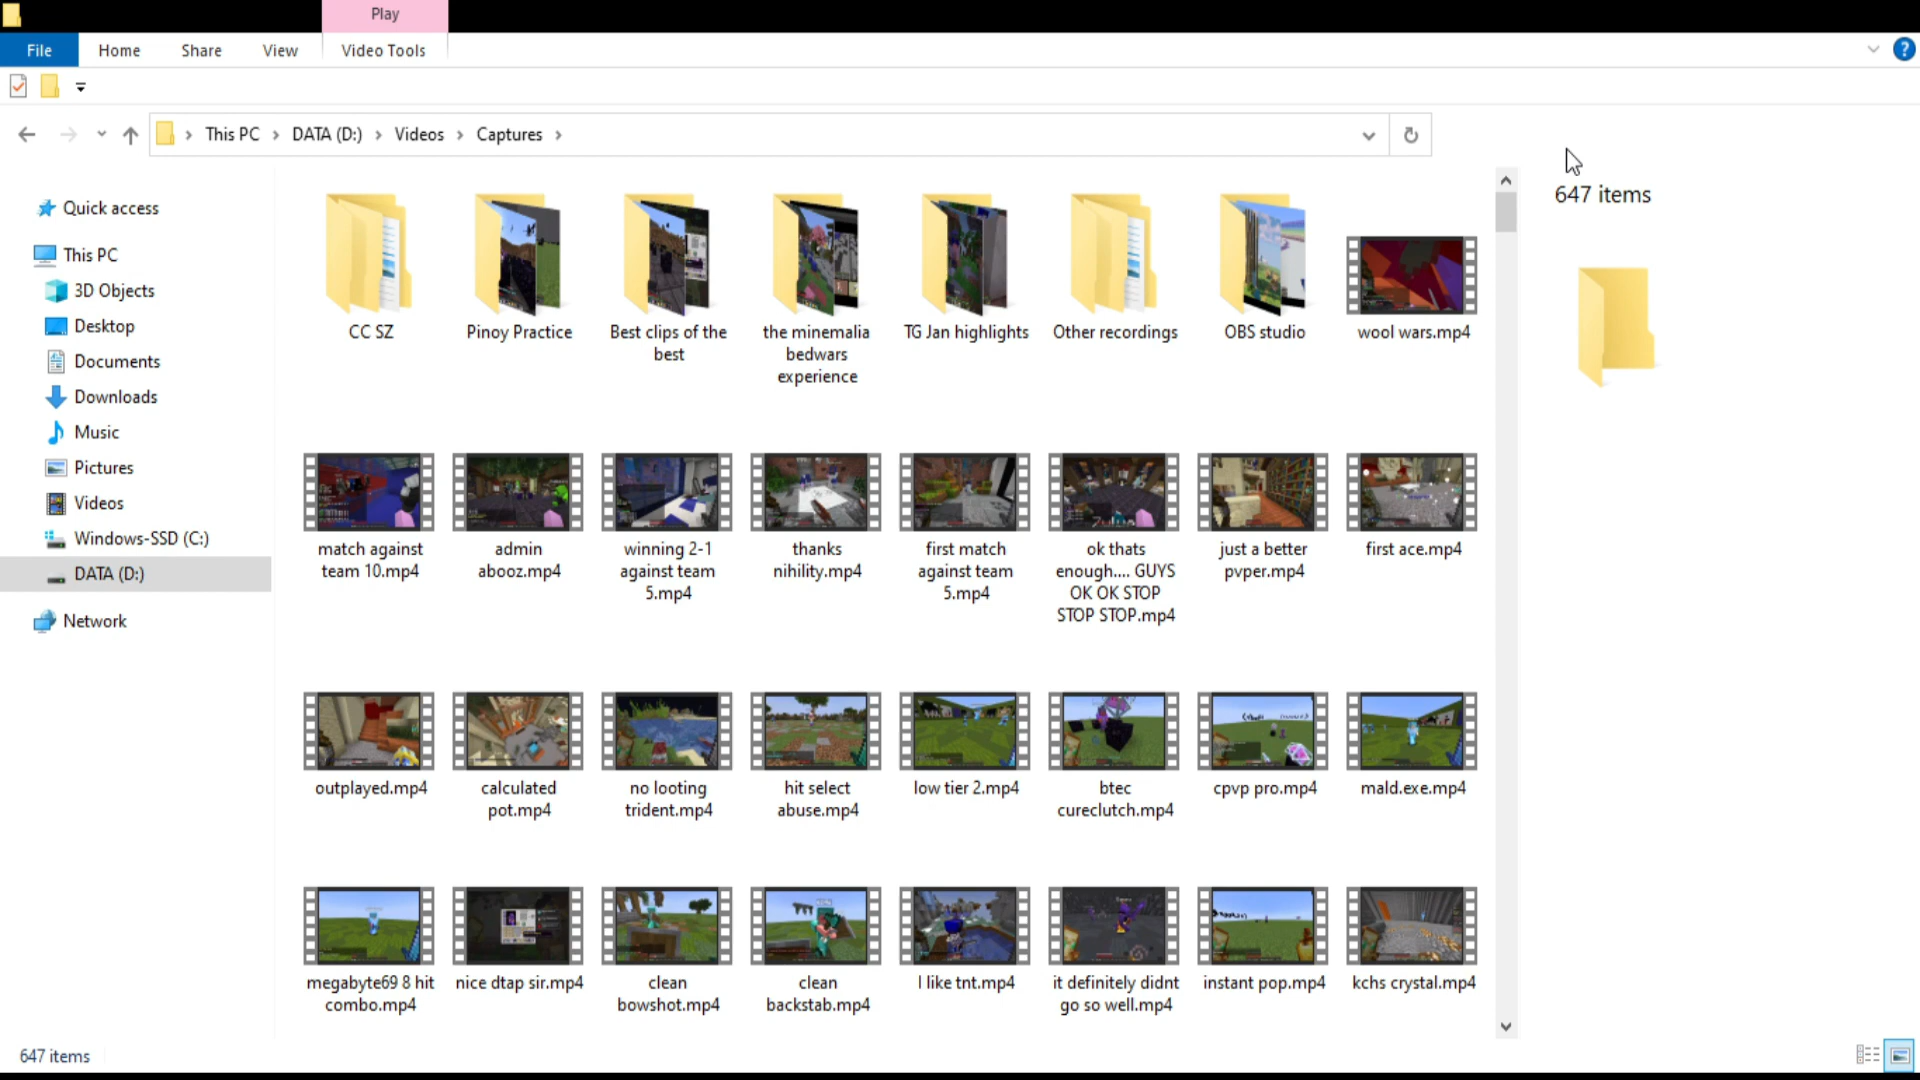 Play
File
Home
Share
View
Video Tools
This PC
DATA (D:)
Videos
Captures
647 items
Quick access
This PC
3D Objects
Desktop
Documents
Downloads
Music
Pictures
Videos
Windows-SSD (C:)
DATA (D:)
Network
CC SZ
Pinoy Practice
Best clips of the
best
the minemalia
bedwars
experience
TG Jan highlights
Other recordings
OBS studio
wool wars.mp4
match against
team 10.mp4
admin
abooz.mp4
winning 2-1
against team
5.mp4
thanks
nihility.mp4
first match
against team
5.mp4
ok thats
enough.... GUYS
OK OK STOP
STOP STOP.mp4
just a better
pvper.mp4
first ace.mp4
outplayed.mp4
calculated
pot.mp4
no looting
trident.mp4
hit select
abuse.mp4
low tier 2.mp4
btec
cureclutch.mp4
cpvp pro.mp4
mald.exe.mp4
megabyte69 8 hit
combo.mp4
nice dtap sir.mp4
clean
bowshot.mp4
clean
backstab.mp4
I like tnt.mp4
it definitely didnt
go so well.mp4
instant pop.mp4
kchs crystal.mp4
647 items